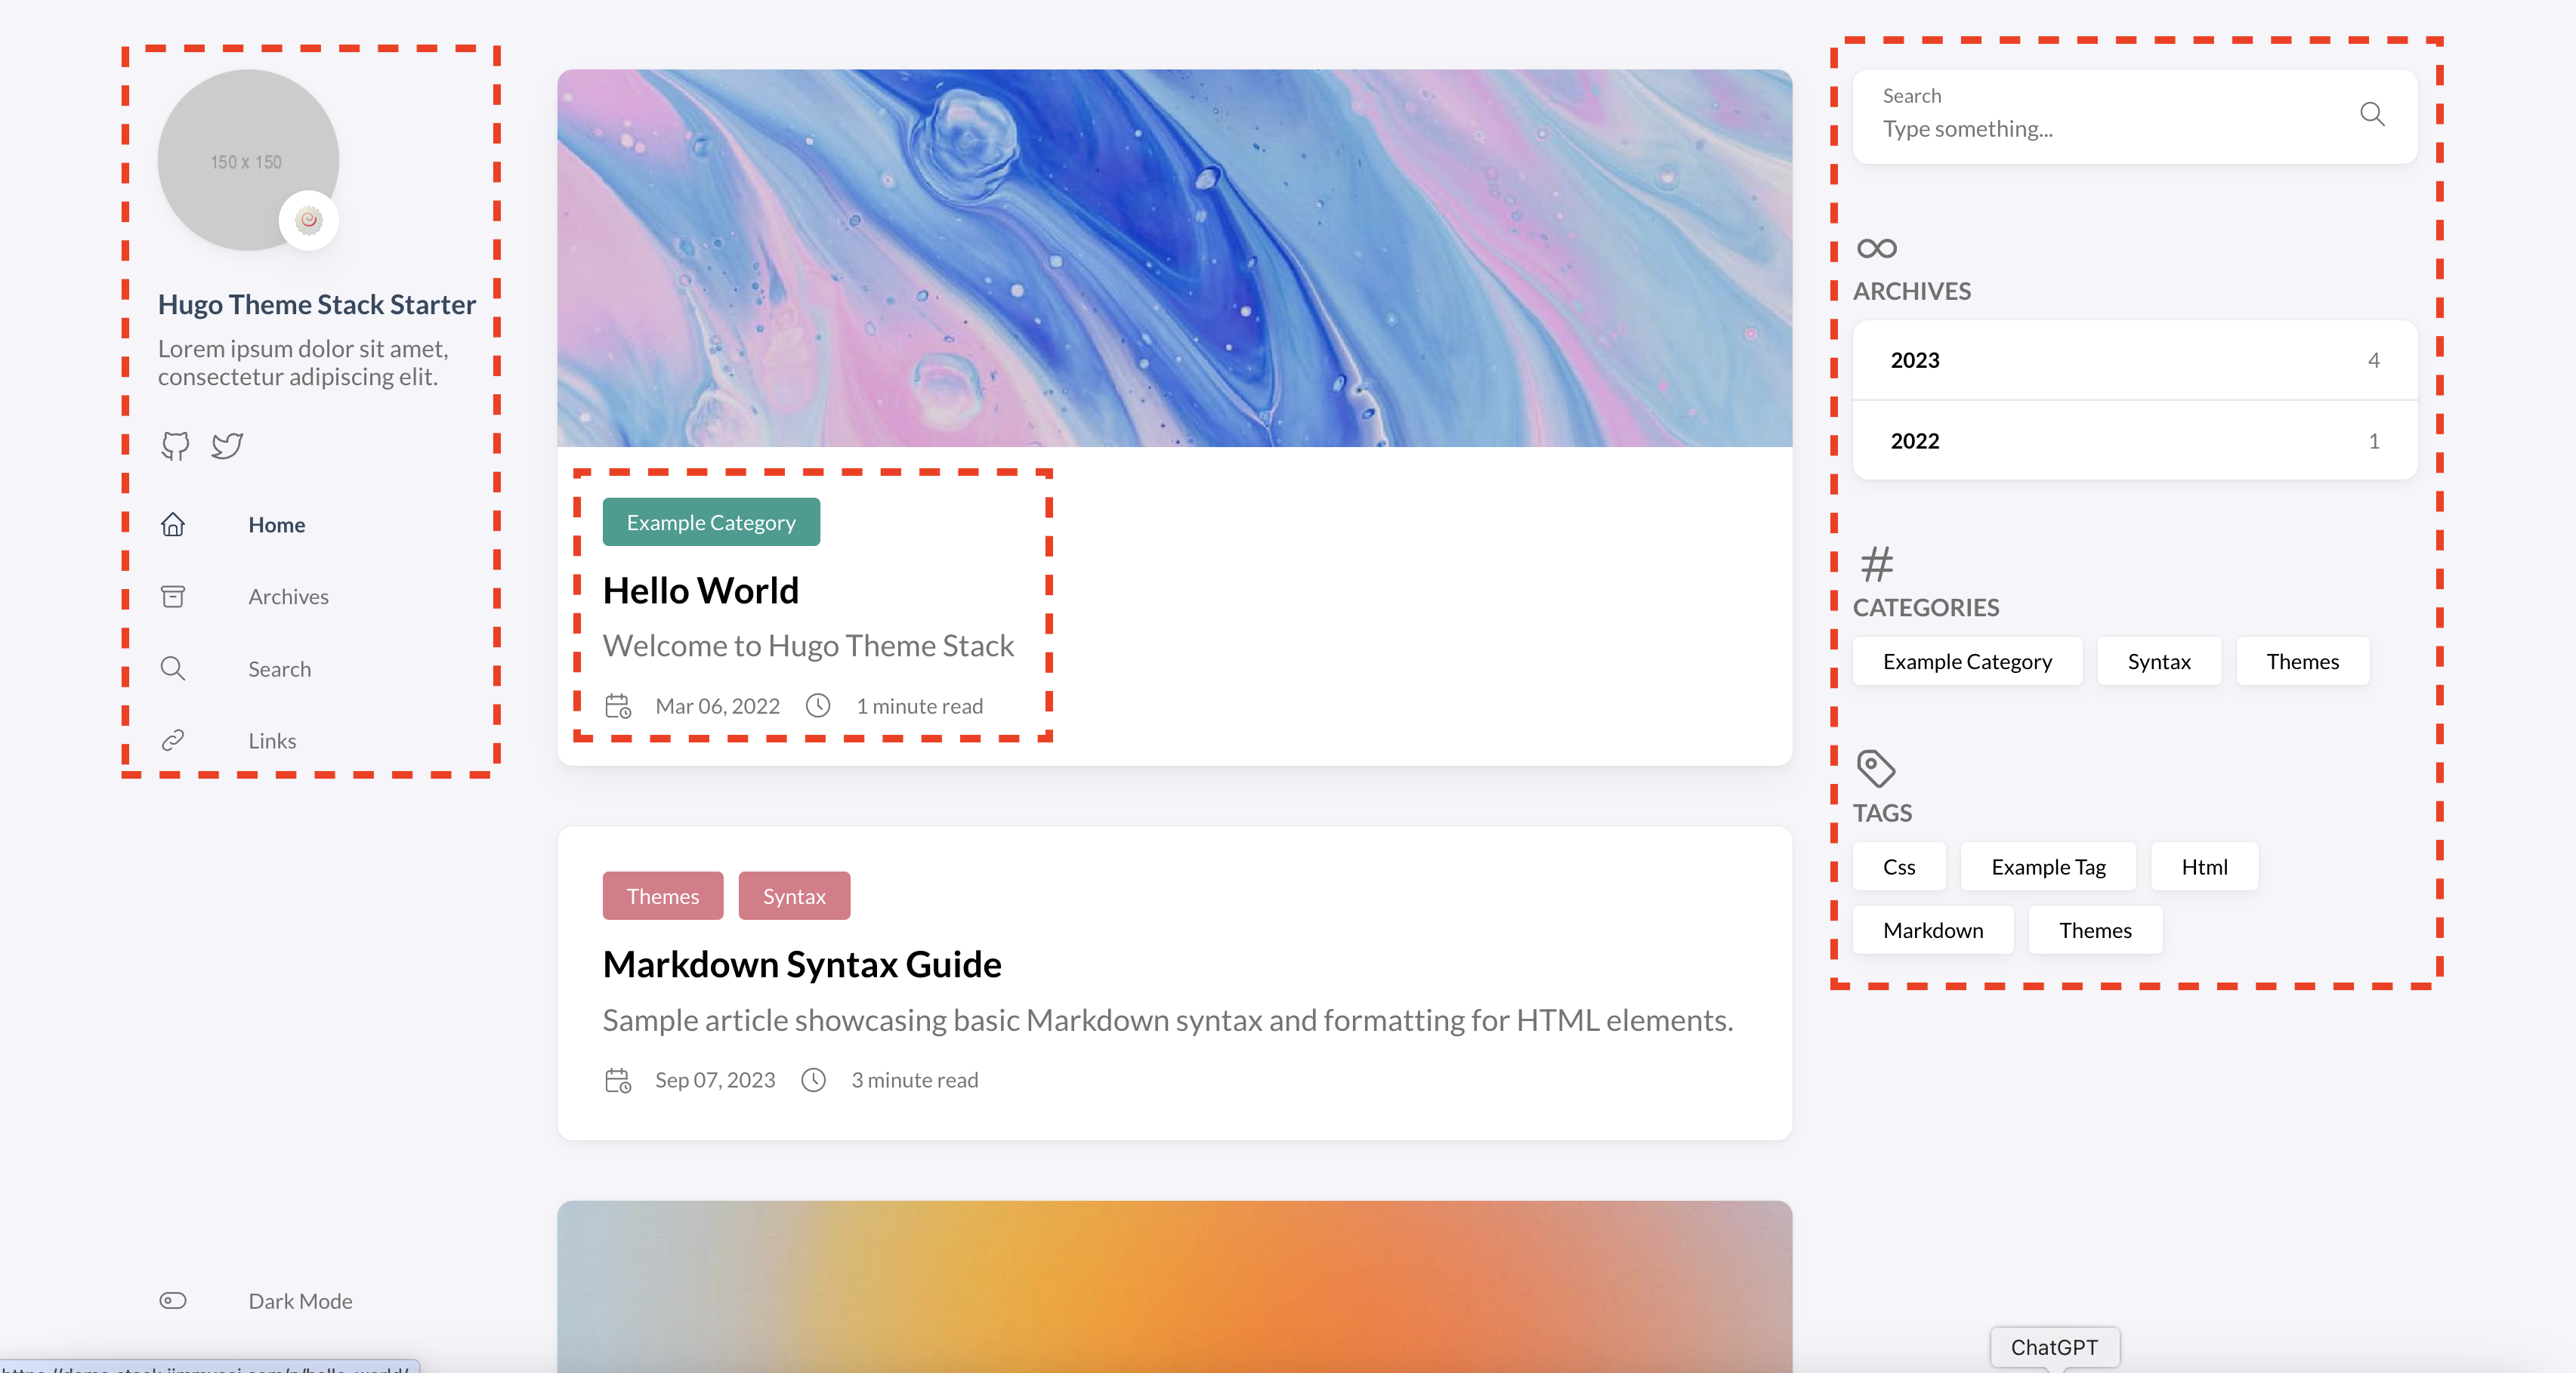 150 x 150
Hugo Theme Stack Starter
Lorem ipsum dolor sit amet,
consectetur adipiscing elit.
Home
Archives
Search
Links
Dark Mode
Example Category
Hello World
Welcome to Hugo Theme Stack
Mar 06, 2022 1 minute read
Themes Syntax
Markdown Syntax Guide
Sample article showcasing basic Markdown syntax and formatting for HTML elements.
Sep 07, 2023 3 minute read
Search
Type something...
ARCHIVES
2023 4
2022 1
CATEGORIES
Example Category Syntax Themes
TAGS
Css Example Tag Html
Markdown Themes
ChatGPT